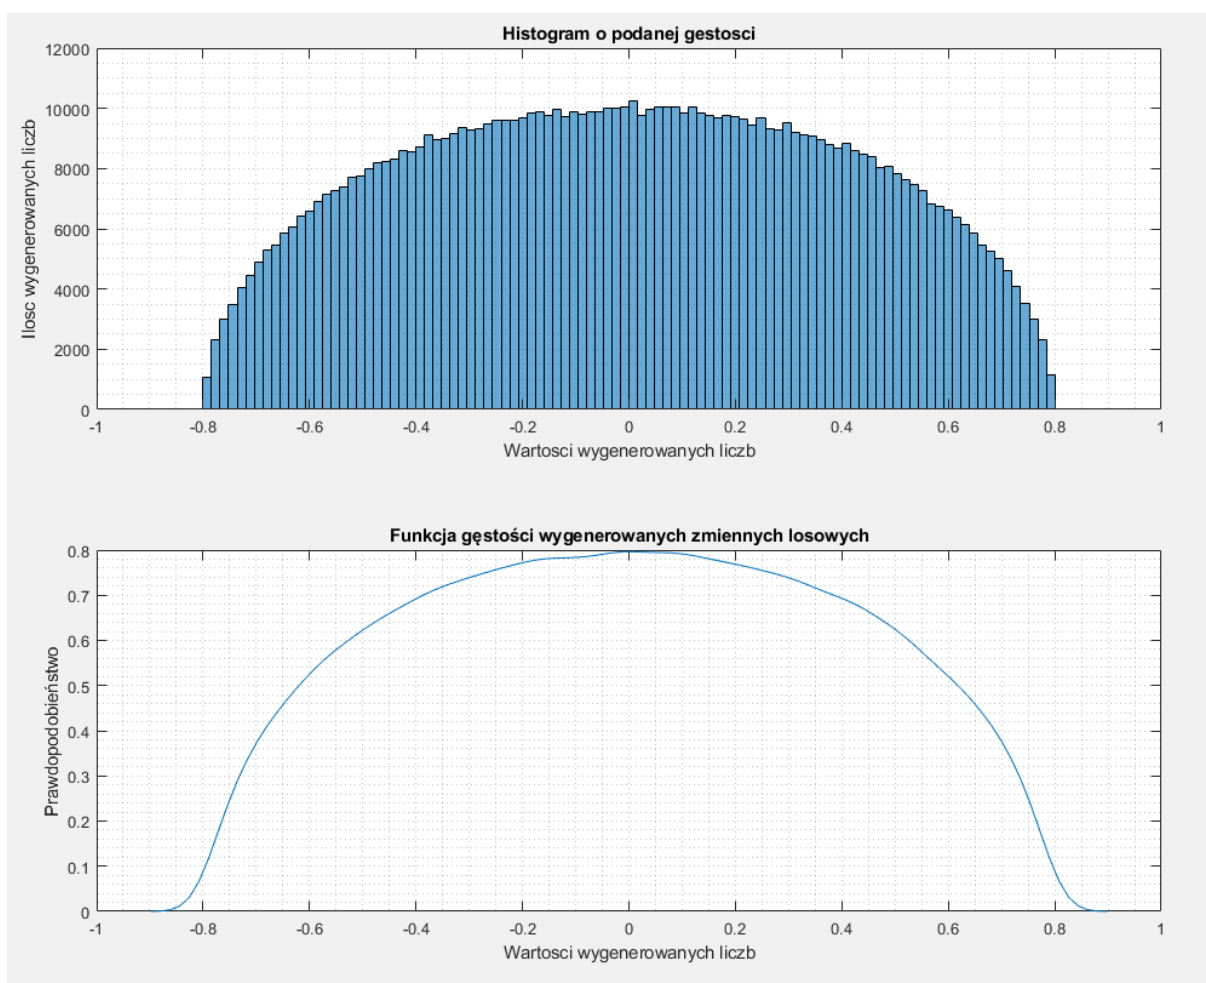 Histogram o podanej gestosci
12000
10000
8000
6000
4000
2000
0
Ilosc wygenerowanych liczb
-1 -0.8 -0.6 -0.4 -0.2 0 0.2 0.4 0.6 0.8 1
Wartosci wygenerowanych liczb
Funkcja gęstości wygenerowanych zmiennych losowych
0.8
0.7
0.6
0.5
0.4
0.3
0.2
0.1
0
Prawdopodobieństwo
-1 -0.8 -0.6 -0.4 -0.2 0 0.2 0.4 0.6 0.8 1
Wartosci wygenerowanych liczb